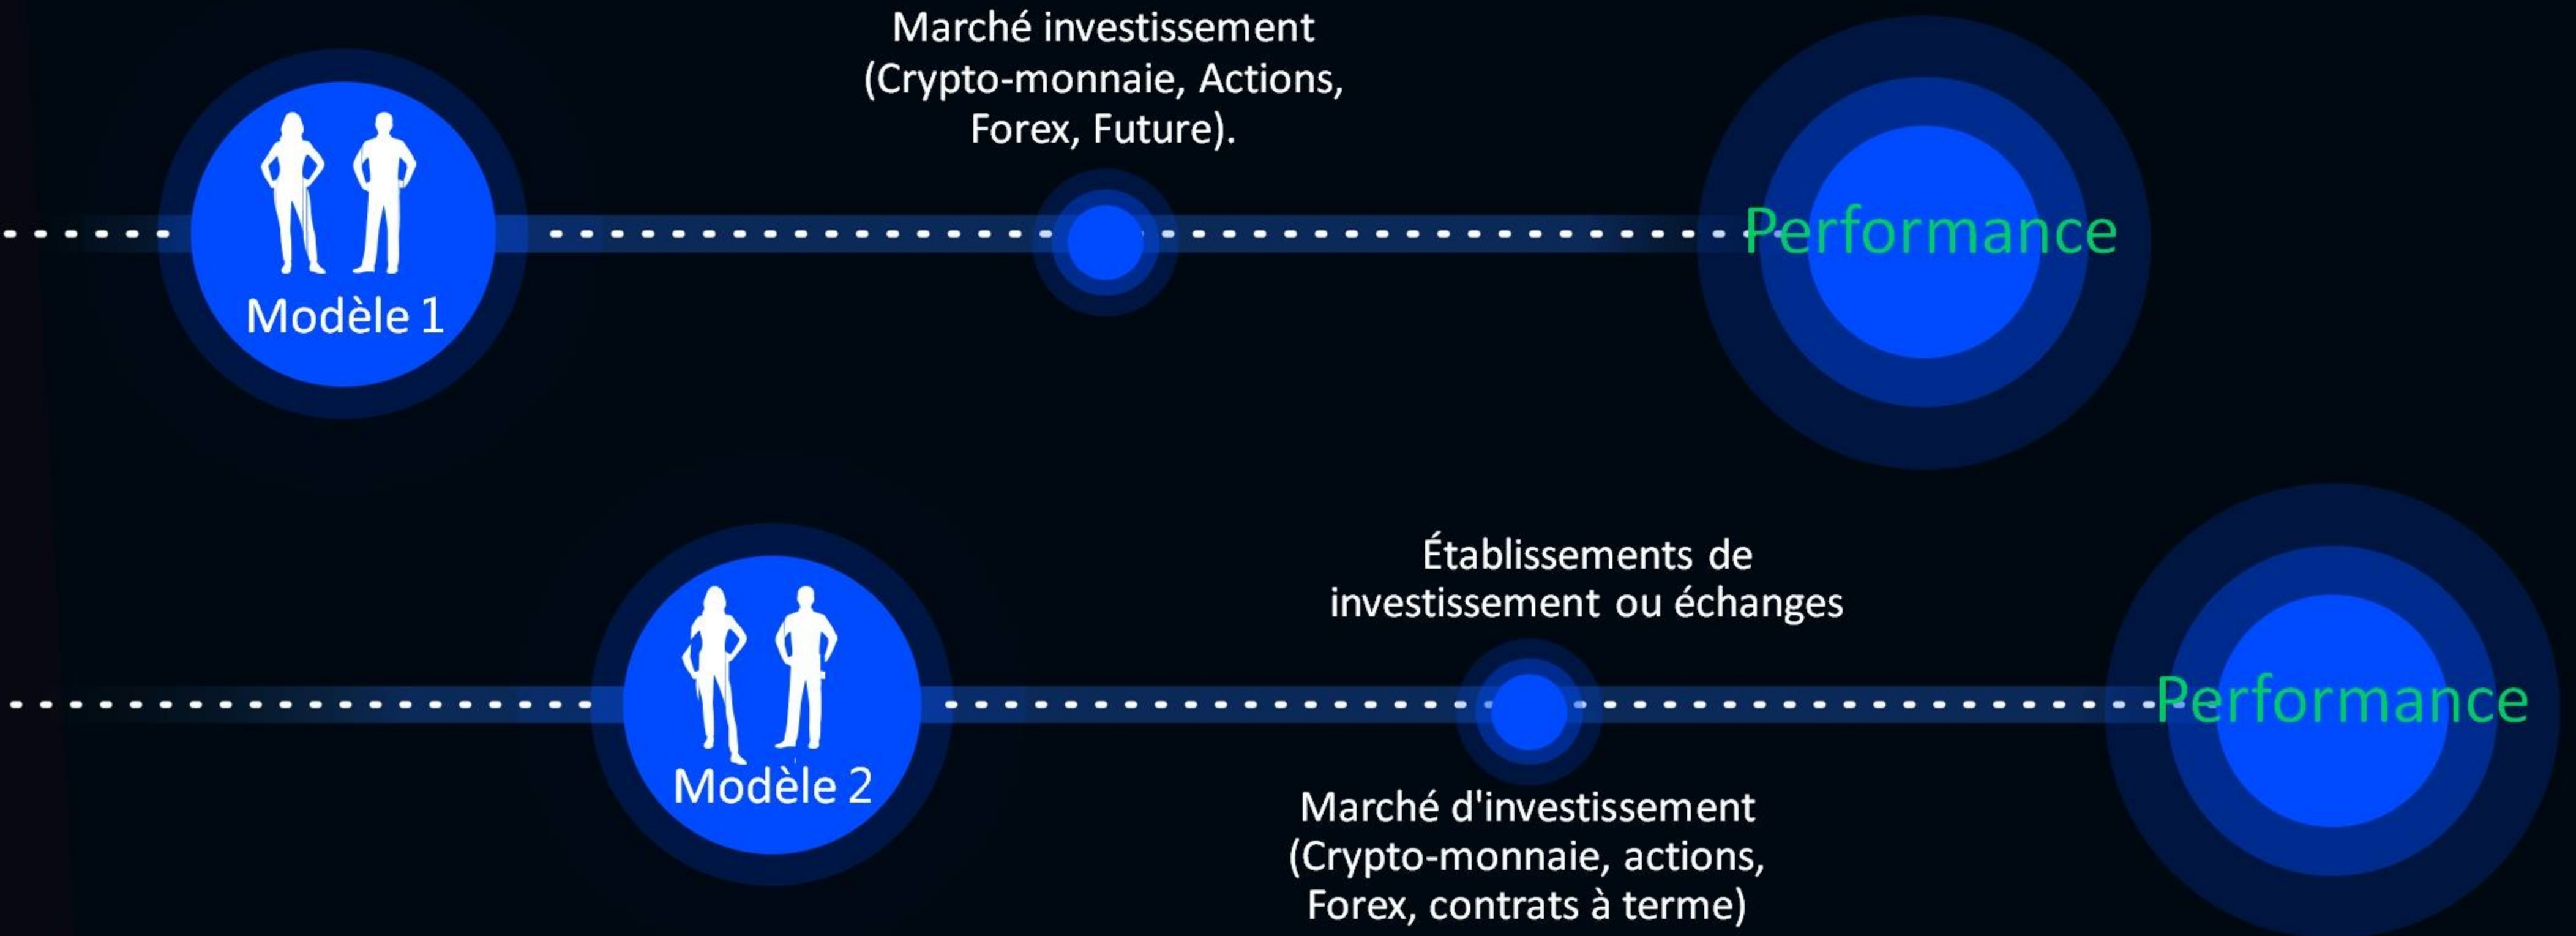 Marché investissement
(Crypto-monnaie, Actions,
Forex, Future).
Modèle 1
Performance
Établissements de
investissement ou échanges
Modèle 2
Performance
Marché d'investissement
(Crypto-monnaie, actions,
Forex, contrats à terme)